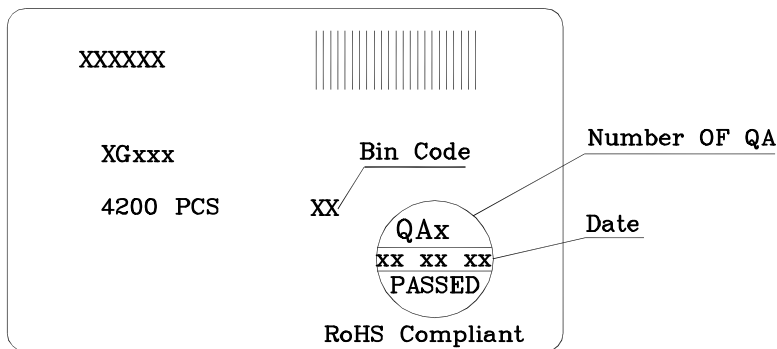 XXXXXX
XGxxx
Bin Code
Number OF QA
4200 PCS
XX
QAx
Date
xx xx xx
PASSED
RoHS Compliant